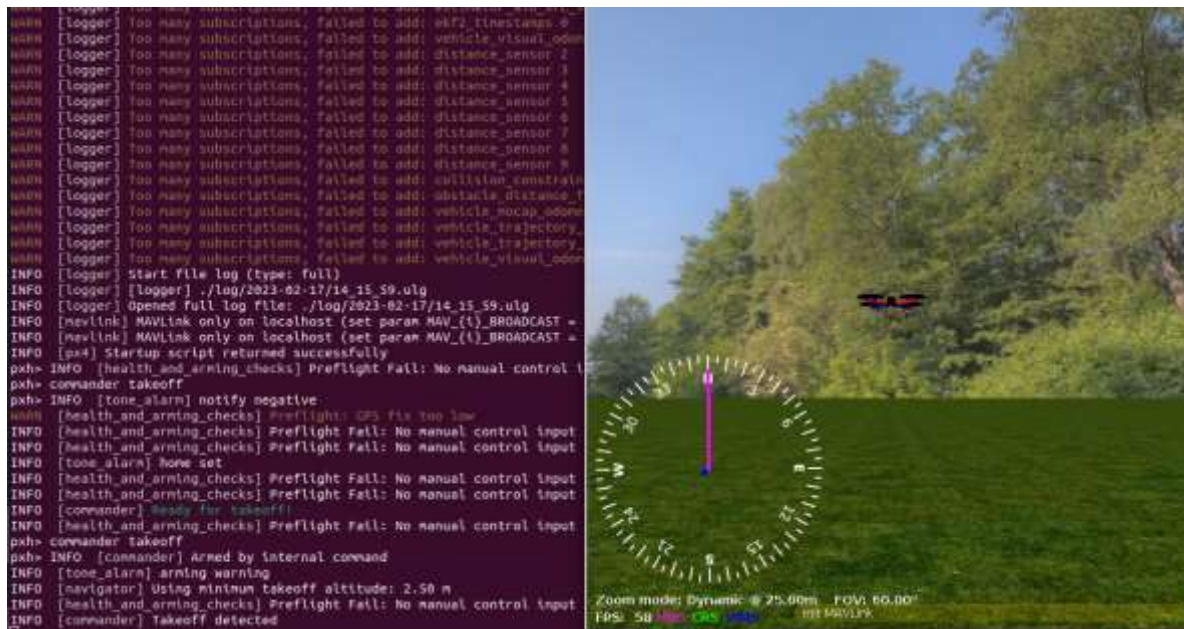 WARN [logger] Too many subscriptions, failed to add: ekf2_timestamps 0
WARN [logger] Too many subscriptions, failed to add: vehicle_visual_odom
WARN [logger] Too many subscriptions, failed to add: distance_sensor 2
WARN [logger] Too many subscriptions, failed to add: distance_sensor 3
WARN [logger] Too many subscriptions, failed to add: distance_sensor 4
WARN [logger] Too many subscriptions, failed to add: distance_sensor 5
WARN [logger] Too many subscriptions, failed to add: distance_sensor 6
WARN [logger] Too many subscriptions, failed to add: distance_sensor 7
WARN [logger] Too many subscriptions, failed to add: distance_sensor 8
WARN [logger] Too many subscriptions, failed to add: distance_sensor 9
WARN [logger] Too many subscriptions, failed to add: collision_constrain
WARN [logger] Too many subscriptions, failed to add: obstacle_distance_f
WARN [logger] Too many subscriptions, failed to add: vehicle_mocap_odome
WARN [logger] Too many subscriptions, failed to add: vehicle_trajectory_
WARN [logger] Too many subscriptions, failed to add: vehicle_trajectory_
WARN [logger] Too many subscriptions, failed to add: vehicle_visual_odom
INFO [logger] Start file log (type: full)
INFO [logger] [logger] ./log/2023-02-17/14_15_59.ulg
INFO [logger] Opened full log file: ./log/2023-02-17/14_15_59.ulg
INFO [mavlink] MAVLink only on localhost (set param MAV_{i}_BROADCAST =
INFO [mavlink] MAVLink only on localhost (set param MAV_{i}_BROADCAST =
INFO [px4] Startup script returned successfully
pxh> INFO [health_and_arming_checks] Preflight Fail: No manual control i
pxh> commander takeoff
pxh> INFO [tone_alarm] notify negative
WARN [health_and_arming_checks] Preflight: GPS fix too low
INFO [health_and_arming_checks] Preflight Fail: No manual control input
INFO [health_and_arming_checks] Preflight Fail: No manual control input
INFO [tone_alarm] home set
INFO [health_and_arming_checks] Preflight Fail: No manual control input
INFO [health_and_arming_checks] Preflight Fail: No manual control input
INFO [commander] Ready for takeoff!
INFO [health_and_arming_checks] Preflight Fail: No manual control input
pxh> commander takeoff
pxh> INFO [commander] Armed by internal command
INFO [tone_alarm] arming warning
INFO [navigator] Using minimum takeoff altitude: 2.50 m
INFO [health_and_arming_checks] Preflight Fail: No manual control input
INFO [commander] Takeoff detected
N
6
E
12
15
S
21
24
W
30
Zoom mode: Dynamic @ 25.00m FOV: 60.00°
FPS: 58 CRS
Init MAVLink